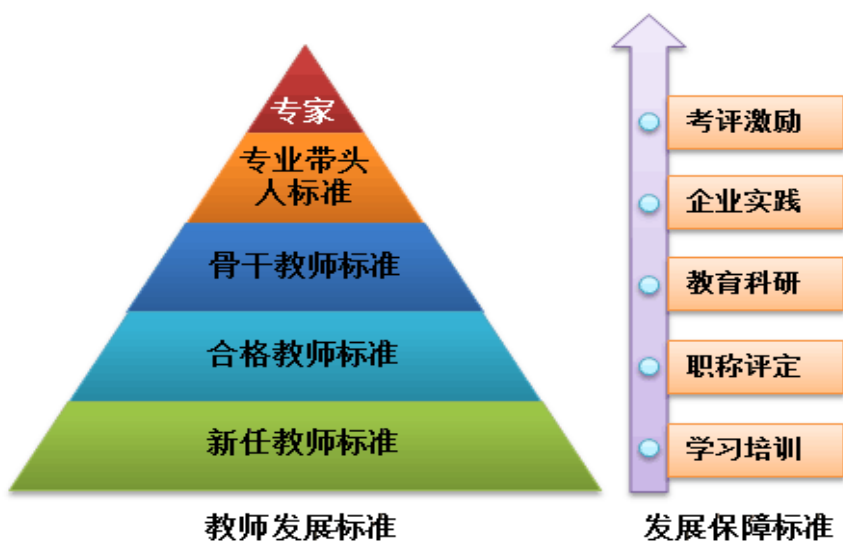 专家
专业带头
人标准
骨干教师标准
合格教师标准
新任教师标准
教师发展标准
考评激励
企业实践
教育科研
职称评定
学习培训
发展保障标准